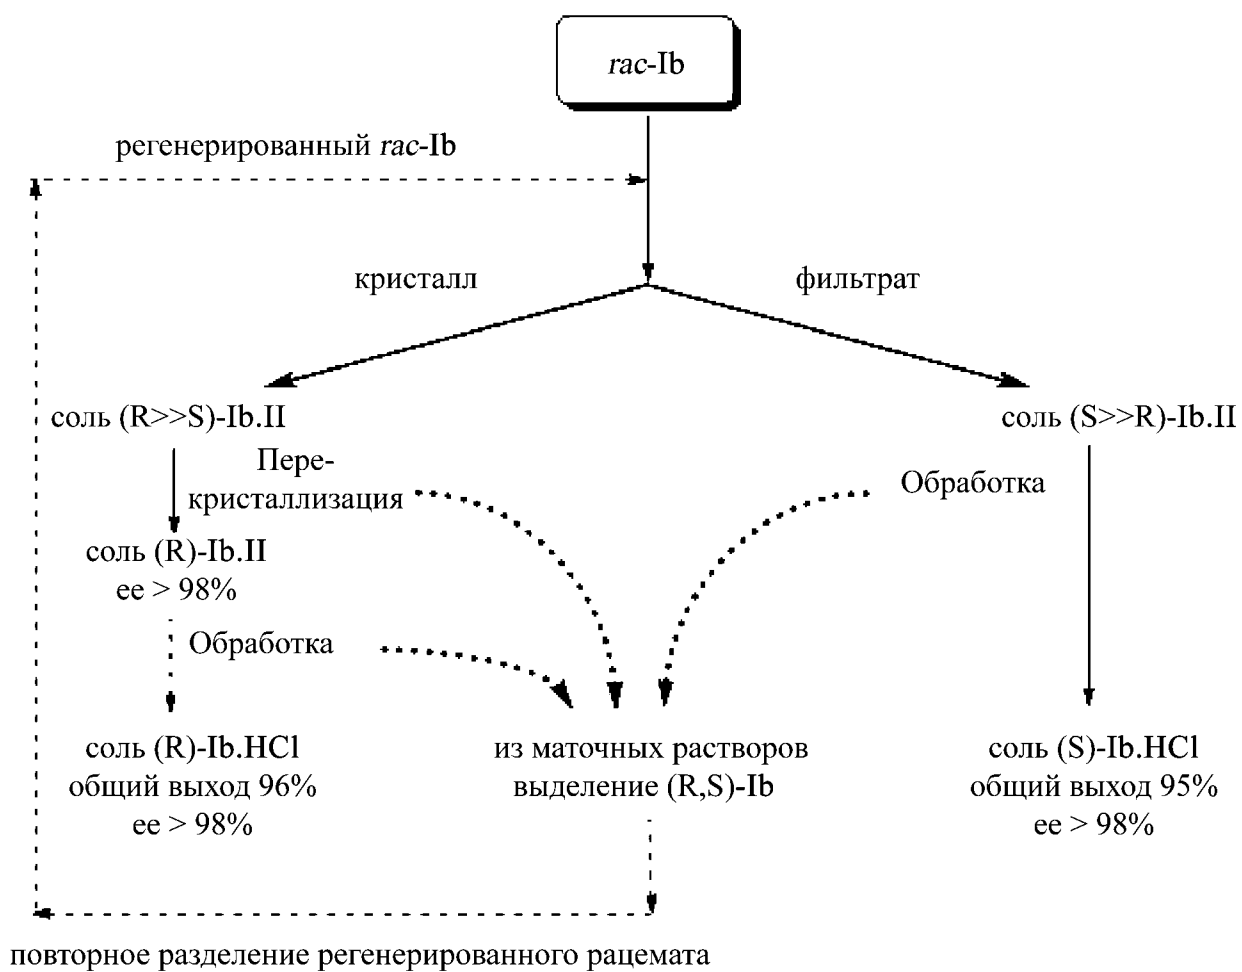 rac-Ib
регенерированный rac-Ib
кристалл
фильтрат
соль (R>>S)-Ib.II
соль (S>>R)-Ib.II
Пере-
кристаллизация
Обработка
соль (R)-Ib.II
ee > 98%
Обработка
соль (R)-Ib.HCl
общий выход 96%
ee > 98%
из маточных растворов
выделение (R,S)-Ib
соль (S)-Ib.HCl
общий выход 95%
ee > 98%
повторное разделение регенерированного рацемата